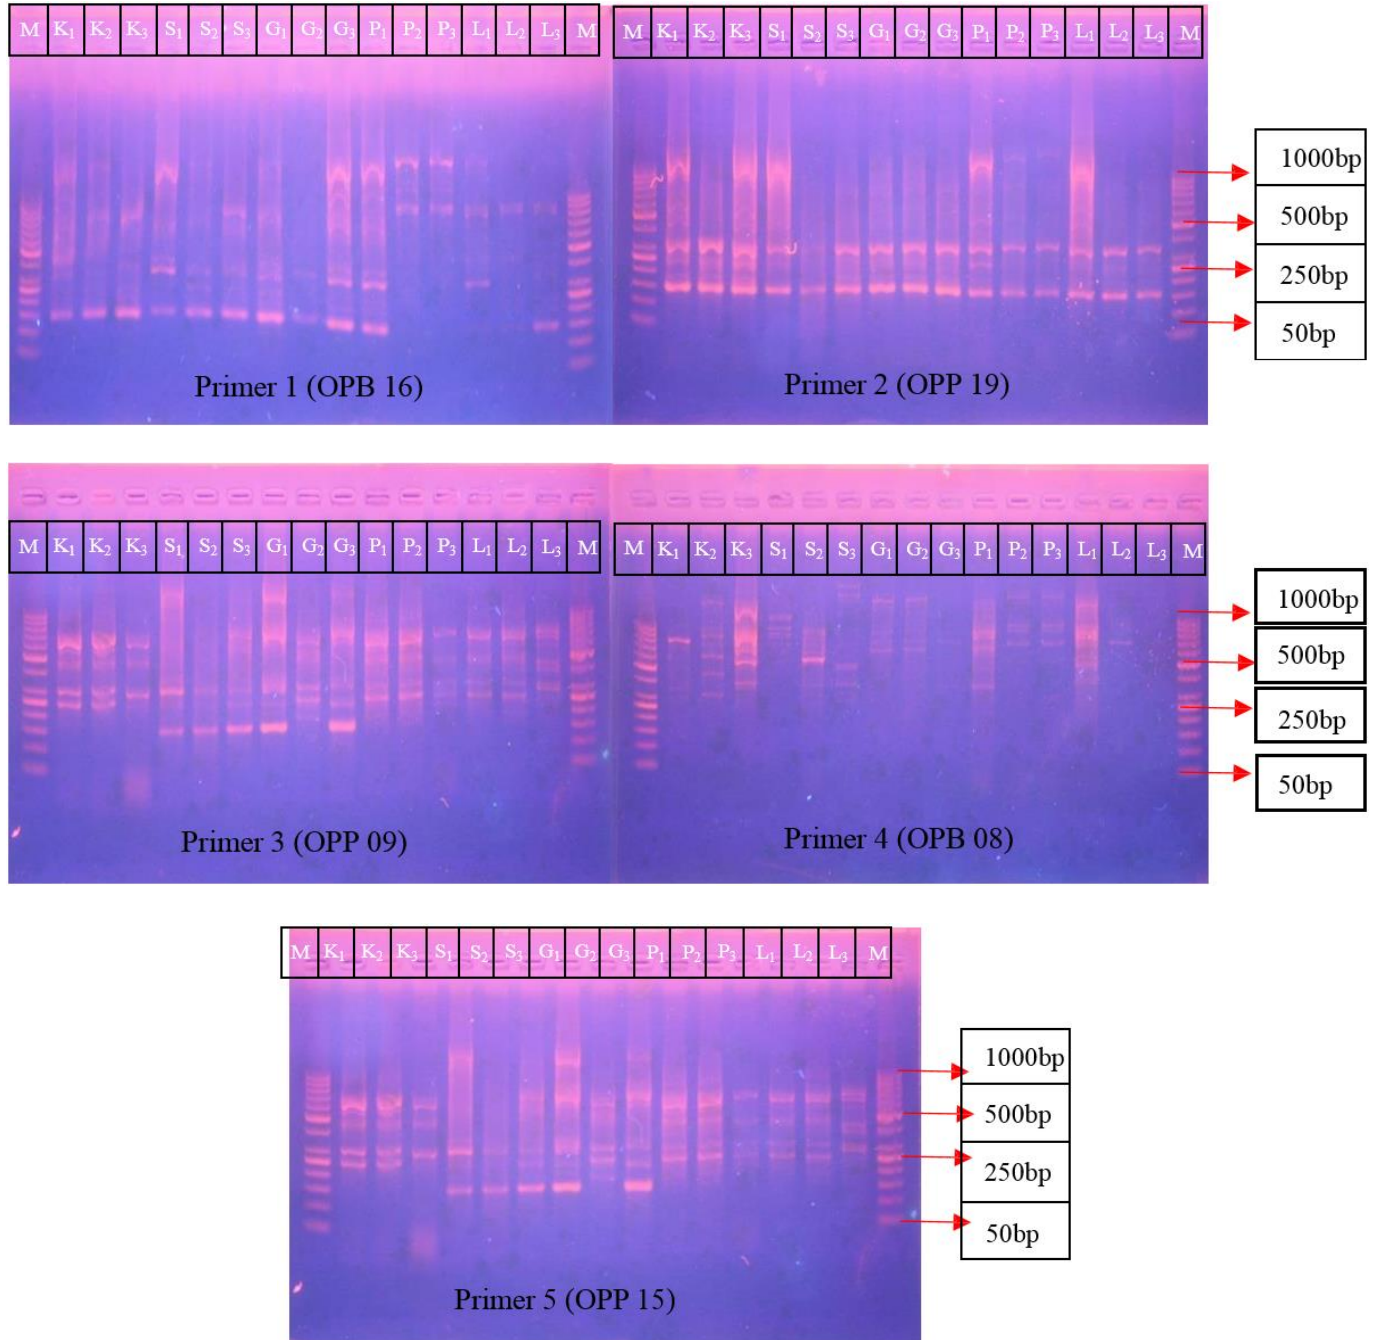 M K₁ K₂ K₃ S₁ S₂ S₃ G₁ G₂ G₃ P₁ P₂ P₃ L₁ L₂ L₃ M
M K₁ K₂ K₃ S₁ S₂ S₃ G₁ G₂ G₃ P₁ P₂ P₃ L₁ L₂ L₃ M
1000bp
500bp
250bp
50bp
Primer 1 (OPB 16)
Primer 2 (OPP 19)
M K₁ K₂ K₃ S₁ S₂ S₃ G₁ G₂ G₃ P₁ P₂ P₃ L₁ L₂ L₃ M
M K₁ K₂ K₃ S₁ S₂ S₃ G₁ G₂ G₃ P₁ P₂ P₃ L₁ L₂ L₃ M
1000bp
500bp
250bp
50bp
Primer 3 (OPP 09)
Primer 4 (OPB 08)
M K₁ K₂ K₃ S₁ S₂ S₃ G₁ G₂ G₃ P₁ P₂ P₃ L₁ L₂ L₃ M
1000bp
500bp
250bp
50bp
Primer 5 (OPP 15)